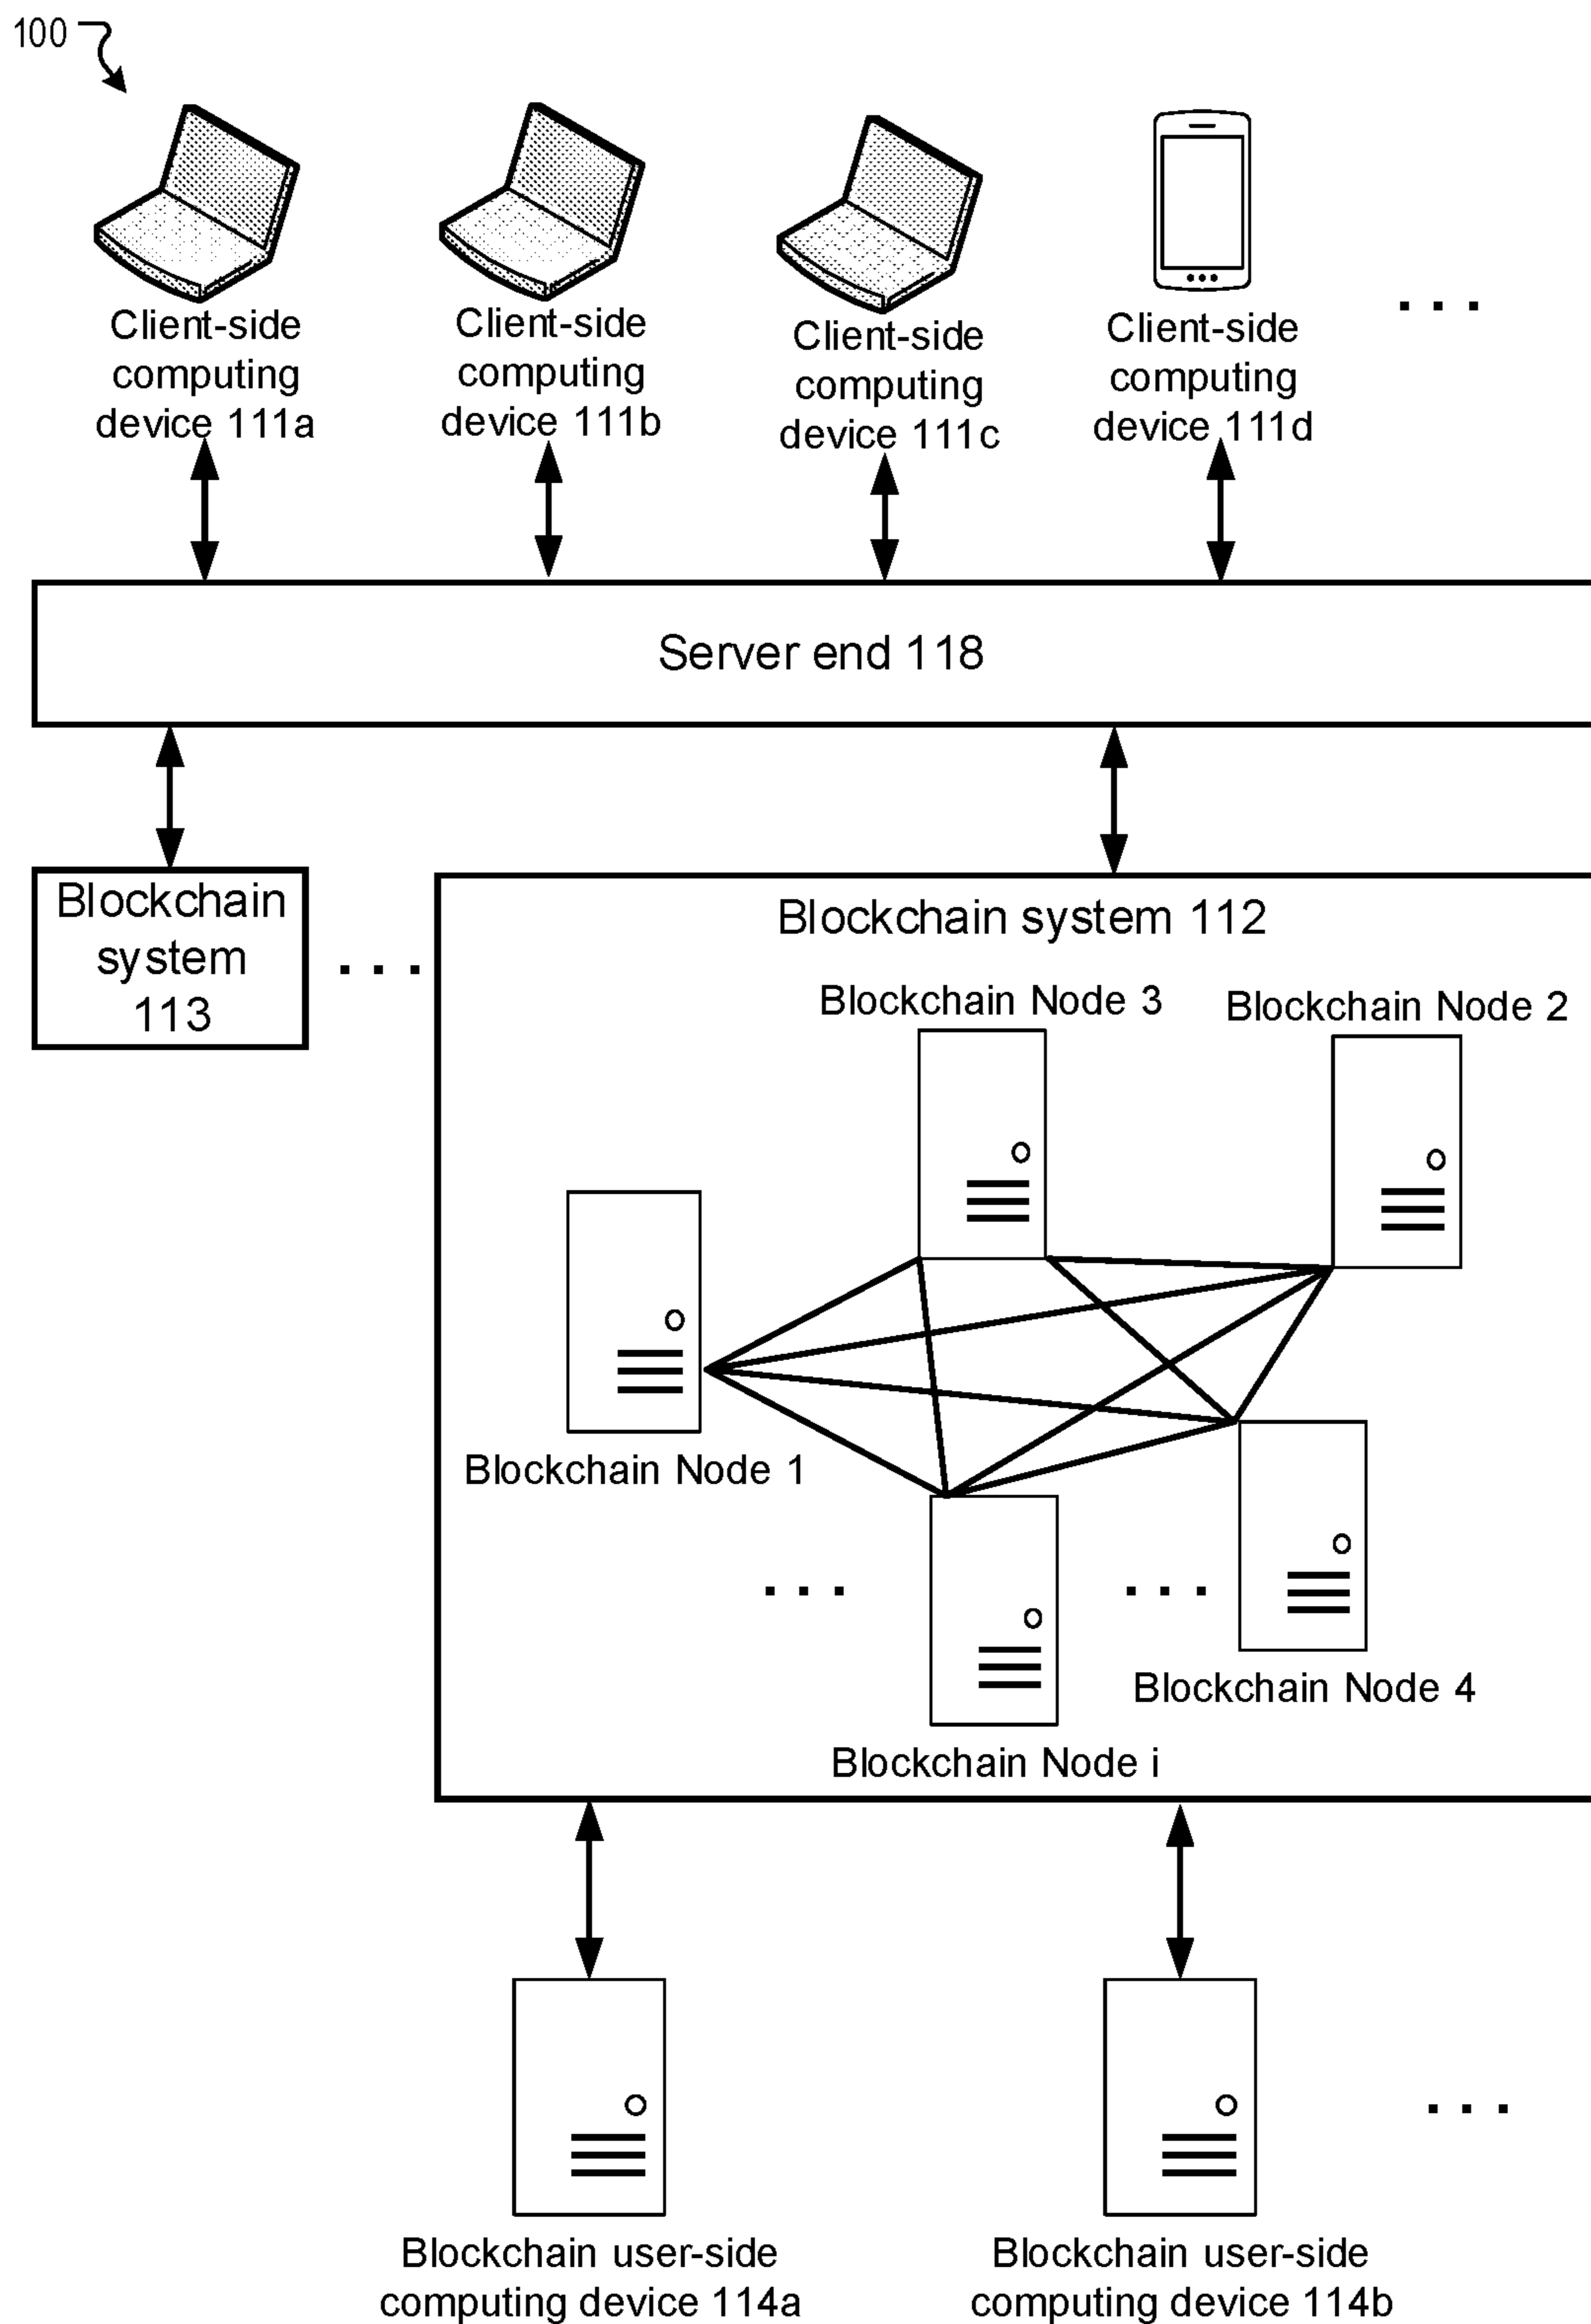 100
Client-side
computing
device 111a
Client-side
computing
device 111b
Client-side
computing
device 111c
Client-side
computing
device 111d
. . .
Server end 118
Blockchain
system
113
. . .
Blockchain system 112
Blockchain Node 3
Blockchain Node 2
Blockchain Node 1
. . .
. . .
Blockchain Node 4
Blockchain Node i
. . .
Blockchain user-side
computing device 114a
Blockchain user-side
computing device 114b